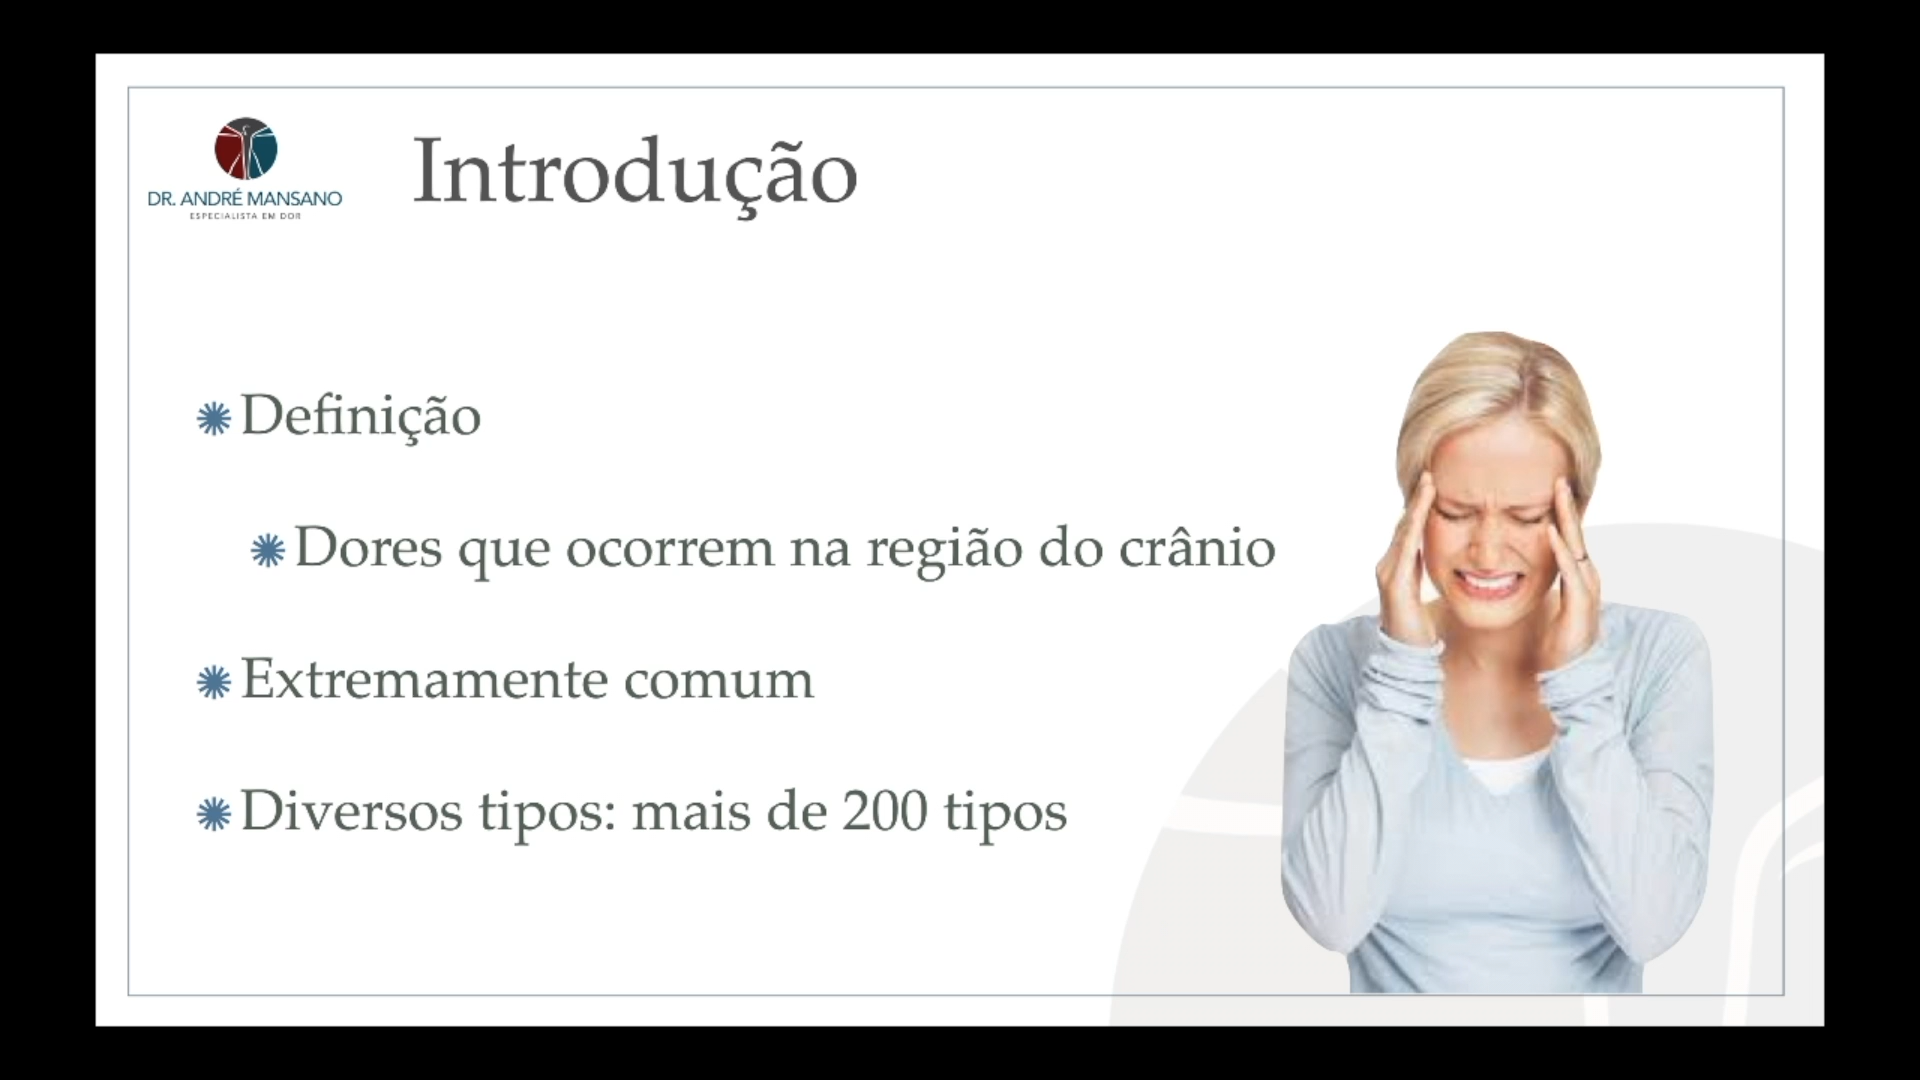 DR. ANDRÉ MANSANO
ESPECIALISTA EM DOR
Introdução
Definição
Dores que ocorrem na região do crânio
Extremamente comum
Diversos tipos: mais de 200 tipos